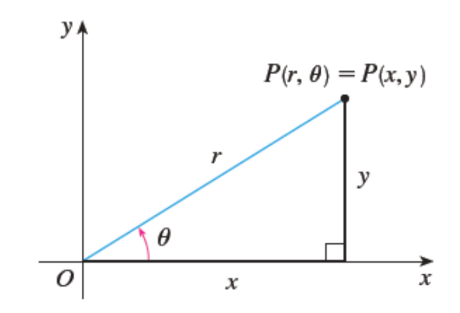 y
P(r, θ) = P(x, y)
r
y
θ
O
x
x